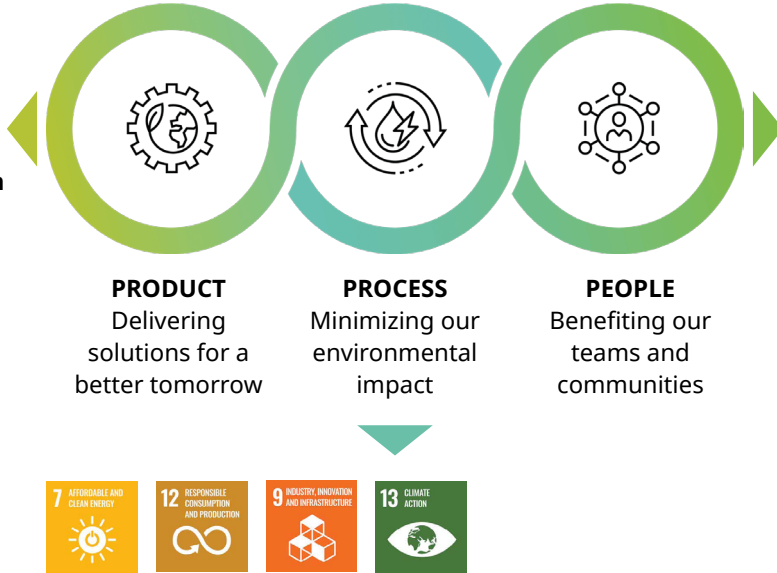 PRODUCT
Delivering
solutions for a
better tomorrow
PROCESS
Minimizing our
environmental
impact
PEOPLE
Benefiting our
teams and
communities
7 AFFORDABLE AND
CLEAN ENERGY
12 RESPONSIBLE
CONSUMPTION
AND PRODUCTION
9 INDUSTRY, INNOVATION
AND INFRASTRUCTURE
13 CLIMATE
ACTION